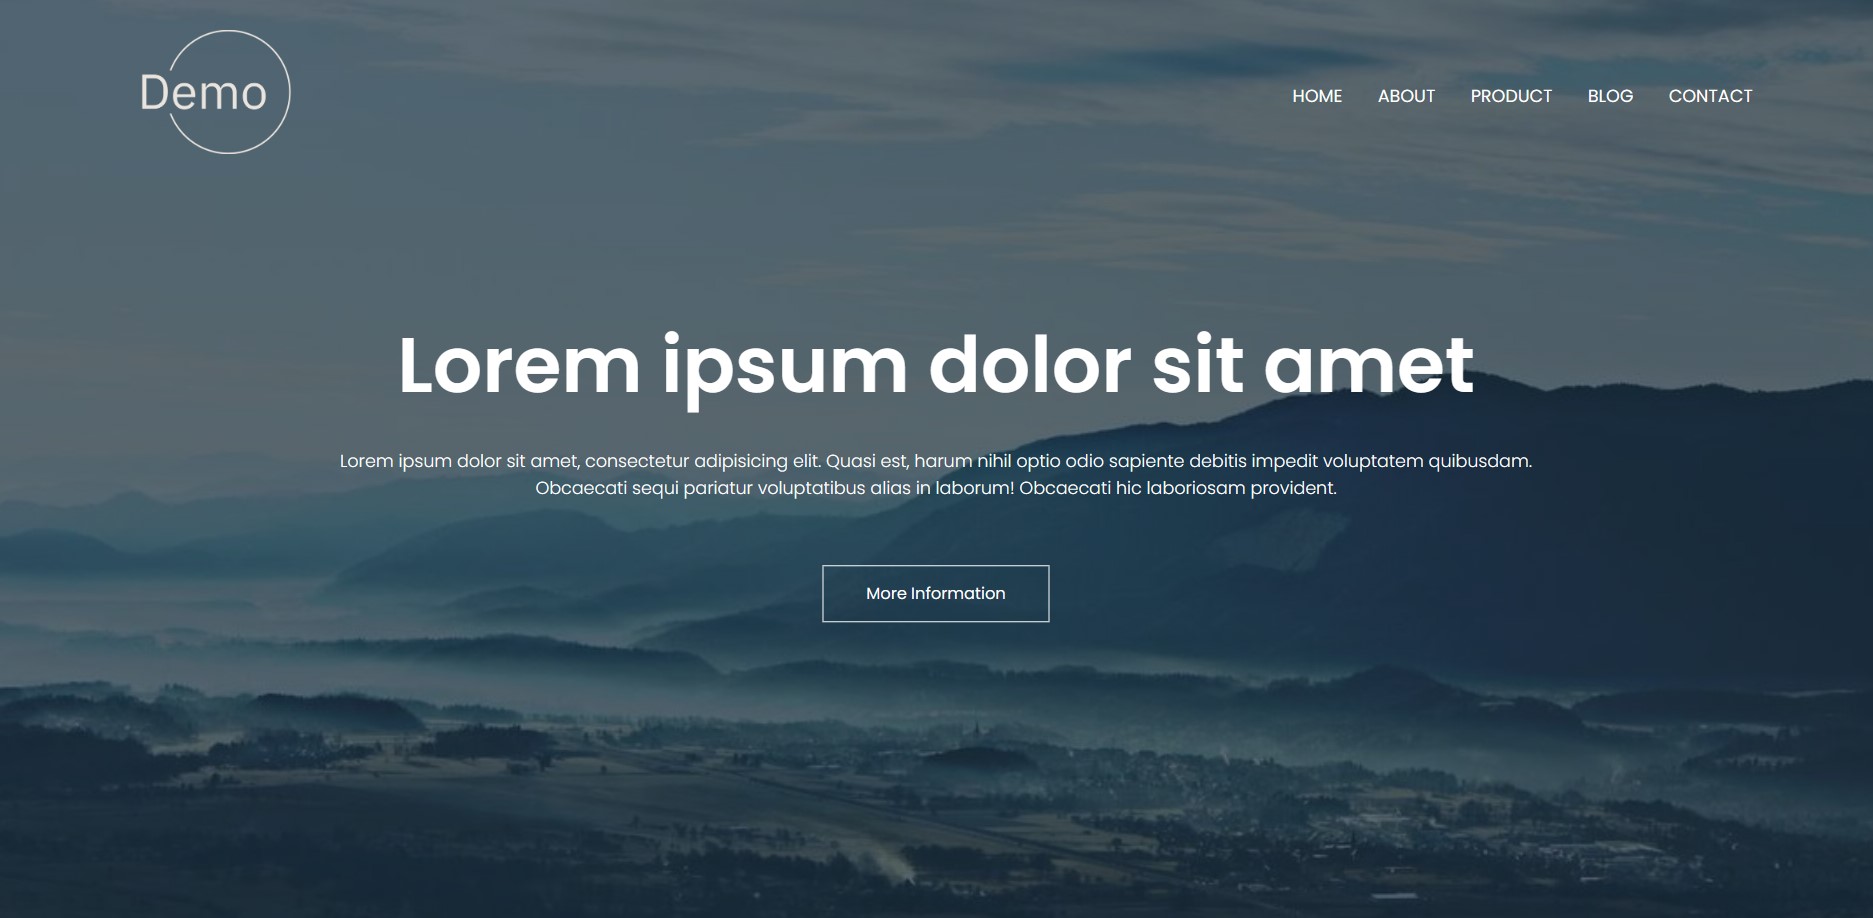 Demo
HOME ABOUT PRODUCT BLOG CONTACT
Lorem ipsum dolor sit amet
Lorem ipsum dolor sit amet, consectetur adipisicing elit. Quasi est, harum nihil optio odio sapiente debitis impedit voluptatem quibusdam.
Obcaecati sequi pariatur voluptatibus alias in laborum! Obcaecati hic laboriosam provident.
More Information